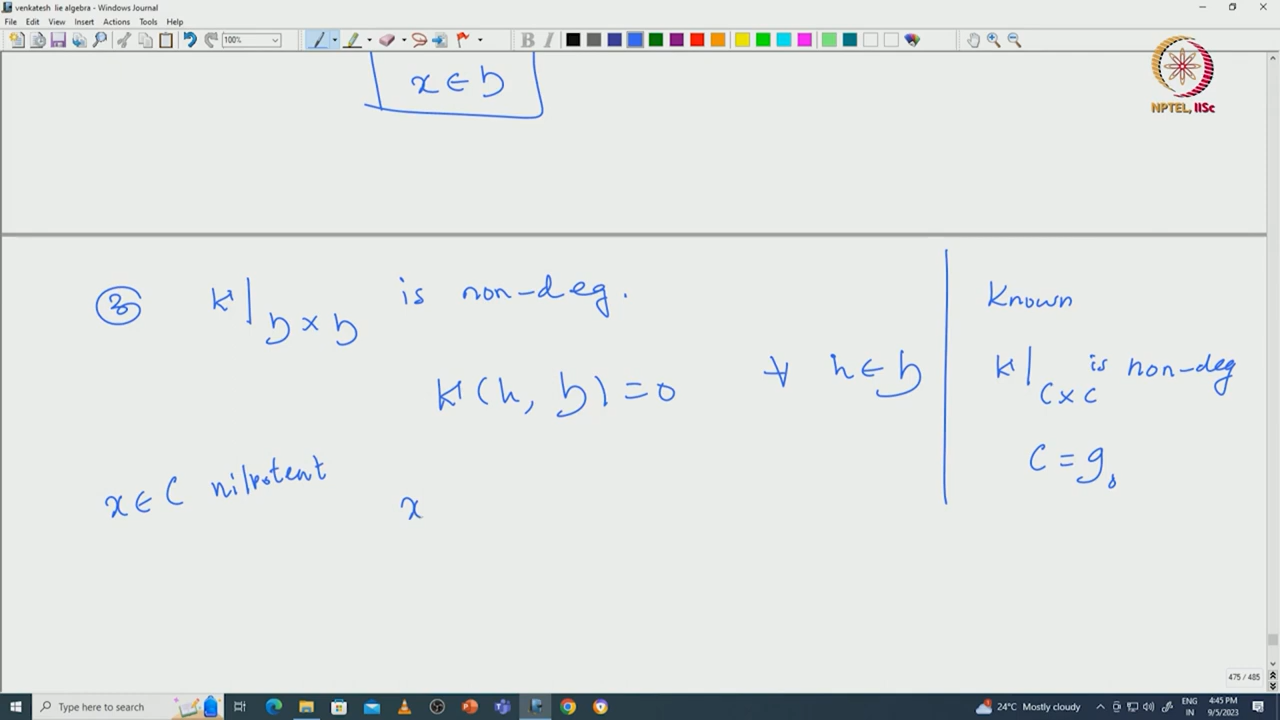 venkatesh lie algebra - Windows Journal
File Edit View Insert Actions Tools Help
100%
NPTEL, IISc
x ∈ 𝔥
③ κ|𝔥×𝔥 is non-deg.
κ(h, 𝔥) = 0 ∀ h ∈ 𝔥
x ∈ C nilpotent x
Known
κ|C×C is non-deg
C = g₀
475 / 485
Type here to search
24°C Mostly cloudy
ENG
IN
4:45 PM
9/5/2023